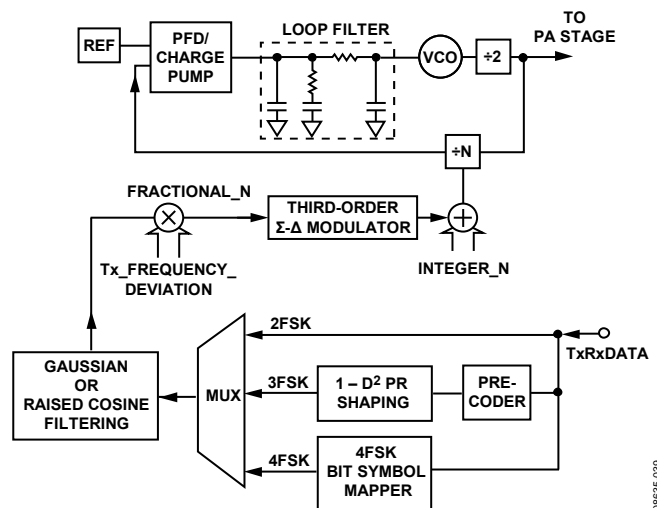 LOOP FILTER
TO
PA STAGE
REF
PFD/
CHARGE
PUMP
VCO
÷2
÷N
FRACTIONAL_N
THIRD-ORDER
Σ-Δ MODULATOR
Tx_FREQUENCY_
DEVIATION
INTEGER_N
2FSK
TxRxDATA
GAUSSIAN
OR
RAISED COSINE
FILTERING
MUX
3FSK
1 – D² PR
SHAPING
PRE-
CODER
4FSK
4FSK
BIT SYMBOL
MAPPER
08635-029